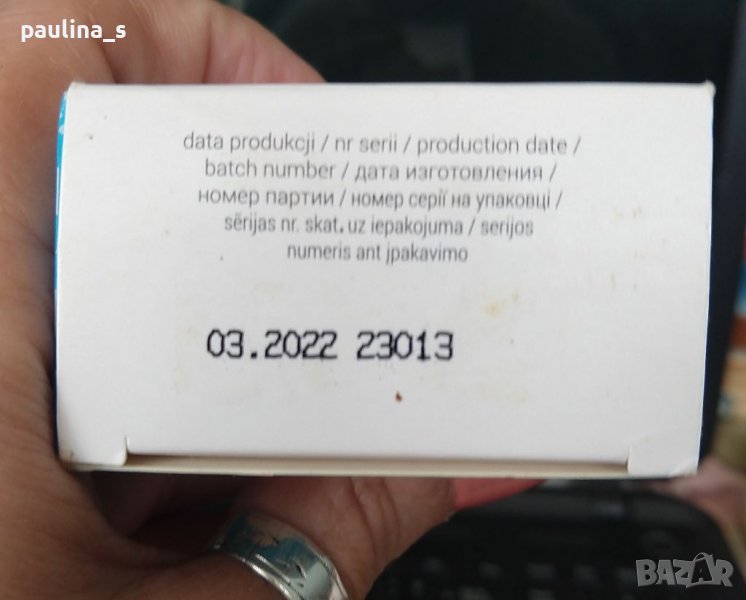 paulina_s
data produkcji / nr serii / production date /
batch number / дата изготовления /
номер партии / номер серії на упаковці /
sērijas nr. skat. uz iepakojuma / serijos
numeris ant įpakavimo
03.2022 23013
BAZAR